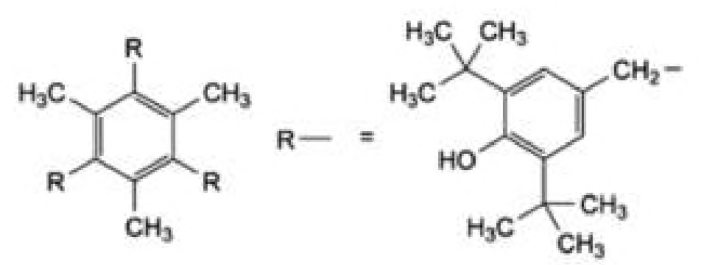 R
H₃C CH₃
R R
CH₃
R— =
H₃C CH₃
H₃C
CH₂–
HO
CH₃
H₃C
CH₃